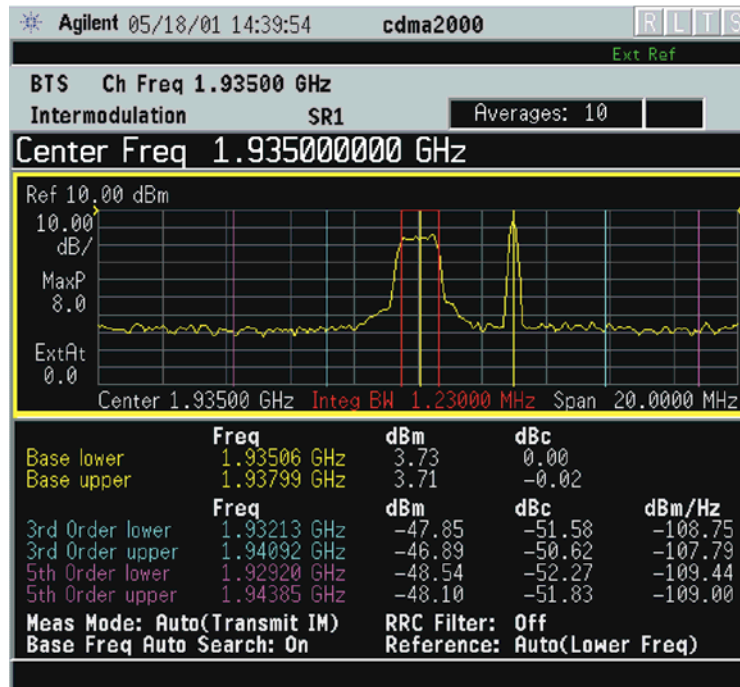 Agilent 05/18/01 14:39:54 cdma2000 R L T S
Ext Ref
BTS Ch Freq 1.93500 GHz
Intermodulation SR1 Averages: 10
Center Freq 1.935000000 GHz
Ref 10.00 dBm
10.00
dB/
MaxP
8.0
ExtAt
0.0
Center 1.93500 GHz Integ BW 1.23000 MHz Span 20.0000 MHz
Freq dBm dBc
Base lower 1.93506 GHz 3.73 0.00
Base upper 1.93799 GHz 3.71 -0.02
Freq dBm dBc dBm/Hz
3rd Order lower 1.93213 GHz -47.85 -51.58 -108.75
3rd Order upper 1.94092 GHz -46.89 -50.62 -107.79
5th Order lower 1.92920 GHz -48.54 -52.27 -109.44
5th Order upper 1.94385 GHz -48.10 -51.83 -109.00
Meas Mode: Auto(Transmit IM) RRC Filter: Off
Base Freq Auto Search: On Reference: Auto(Lower Freq)